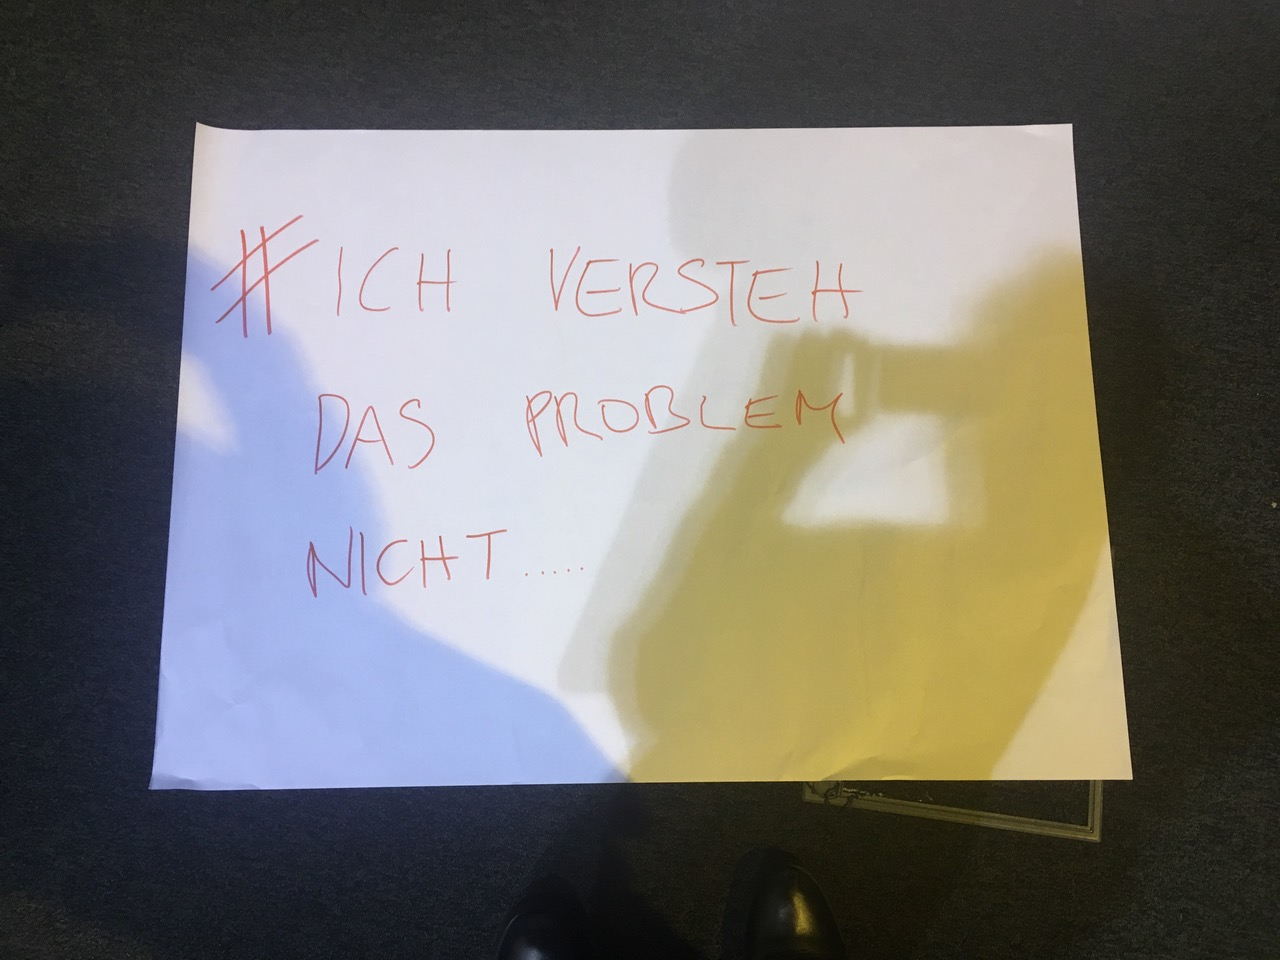 # ICH VERSTEH
DAS PROBLEM
NICHT.....